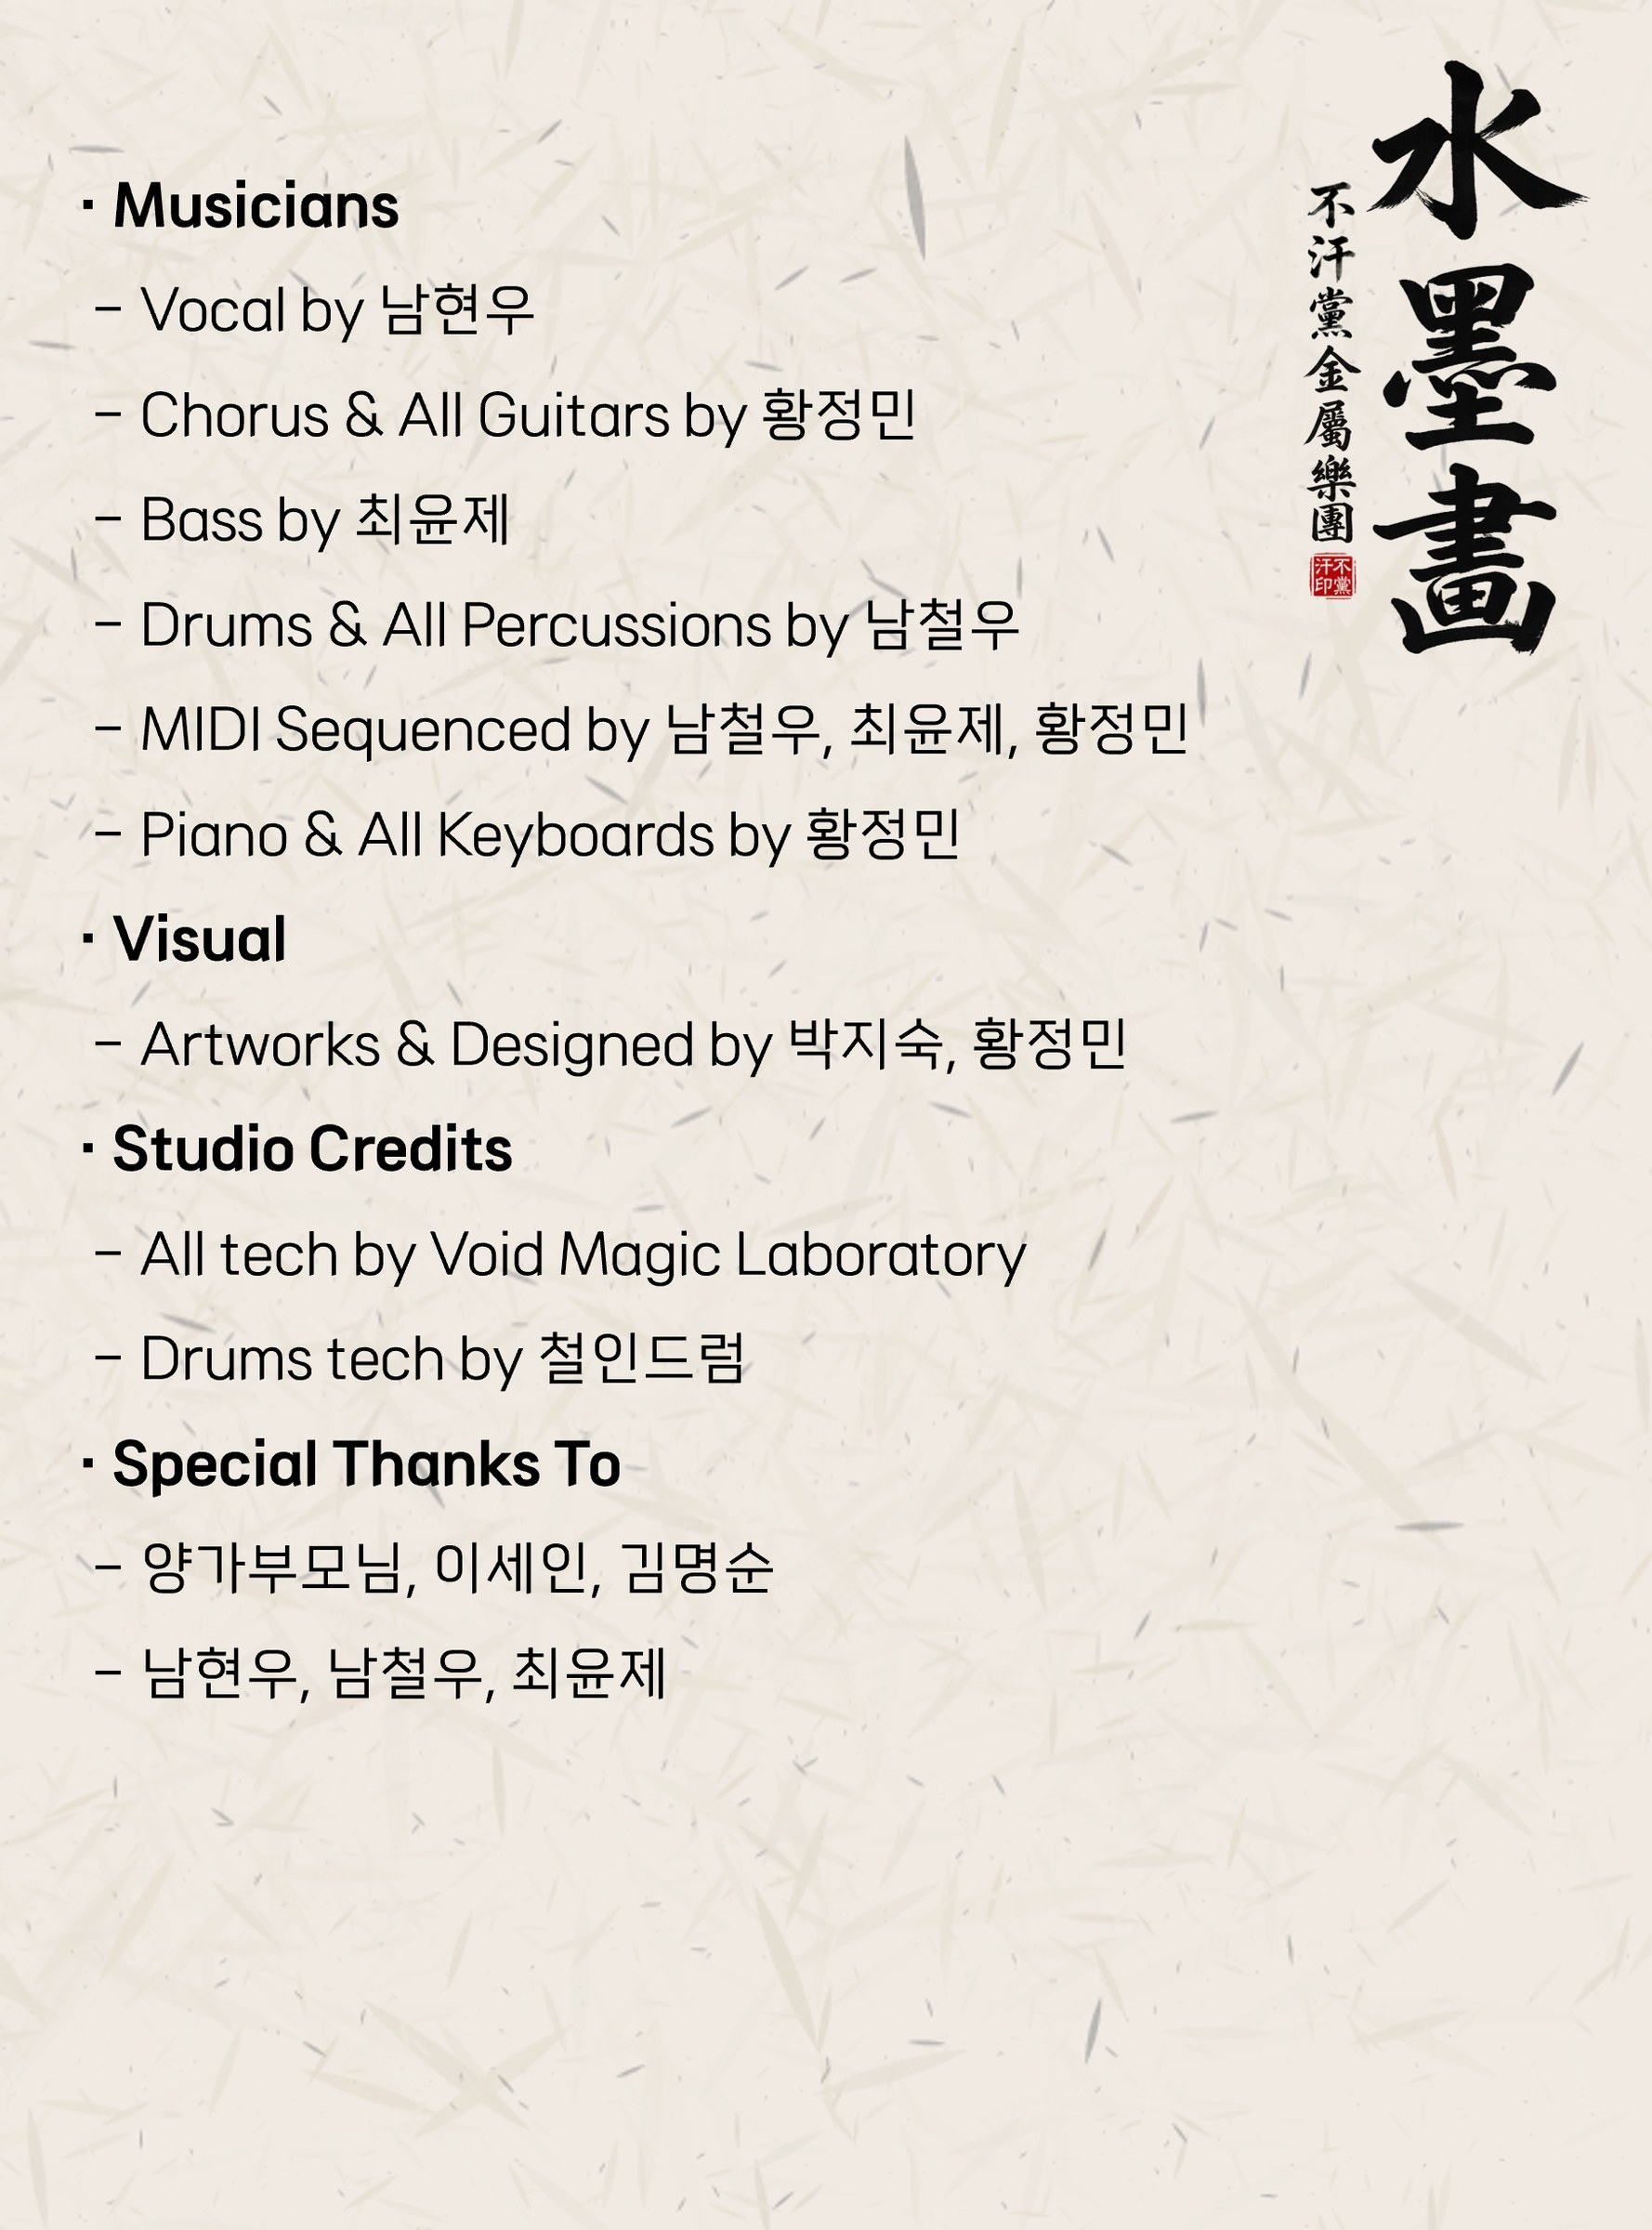 · Musicians
– Vocal by 남현우
– Chorus & All Guitars by 황정민
– Bass by 최윤제
– Drums & All Percussions by 남철우
– MIDI Sequenced by 남철우, 최윤제, 황정민
– Piano & All Keyboards by 황정민
· Visual
– Artworks & Designed by 박지숙, 황정민
· Studio Credits
– All tech by Void Magic Laboratory
– Drums tech by 철인드럼
· Special Thanks To
– 양가부모님, 이세인, 김명순
– 남현우, 남철우, 최윤제
水墨畵
不汗黨金屬樂團
不黨
汗印